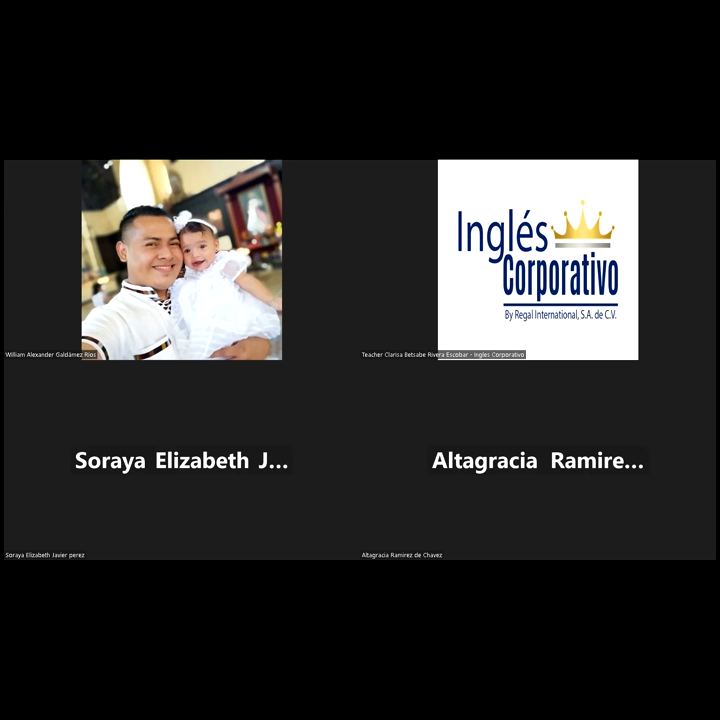 Inglés
Corporativo
By Regal International, S.A. de C.V.
William Alexander Galdámez Rios
Teacher Clarisa Betsabe Rivera Escobar - Ingles Corporativo
Soraya Elizabeth J...
Altagracia Ramire...
Soraya Elizabeth Javier perez
Altagracia Ramirez de Chavez